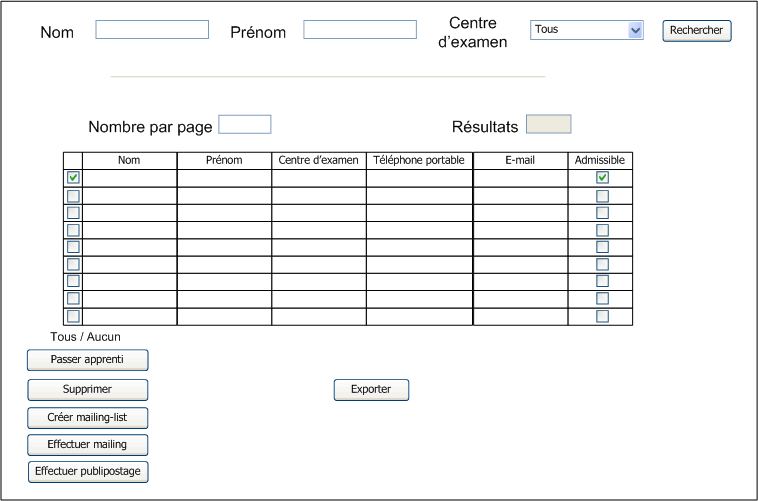 Nom
Prénom
Centre
d'examen
Tous
Rechercher
Nombre par page
Résultats
Nom Prénom Centre d'examen Téléphone portable E-mail Admissible
Tous / Aucun
Passer apprenti
Supprimer
Exporter
Créer mailing-list
Effectuer mailing
Effectuer publipostage